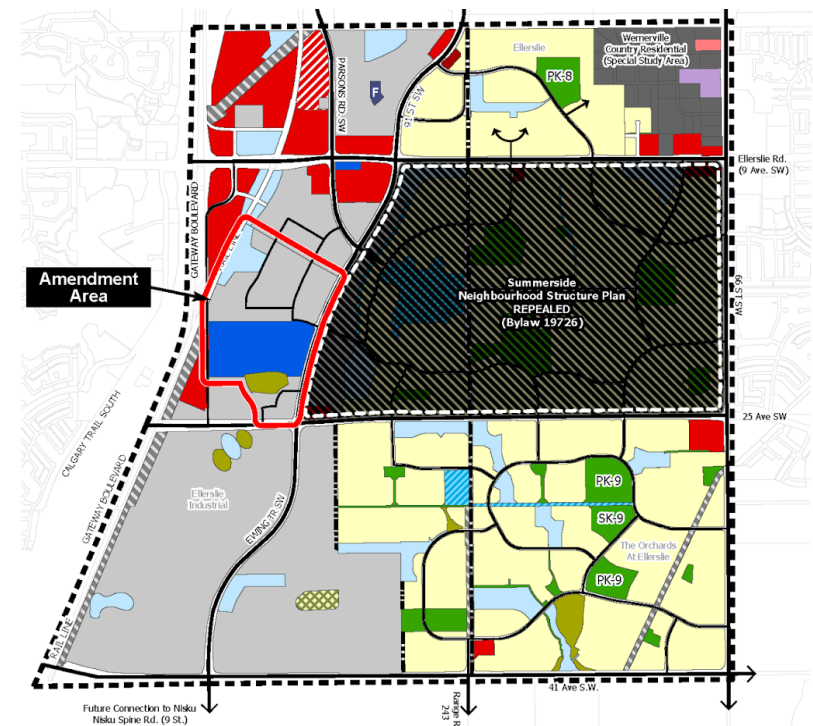 Ellerslie
Wernerville
Country Residential
(Special Study Area)
PARSONS RD. SW
91 ST SW
F
PK-8
Ellerslie Rd.
(9 Ave. SW)
GATEWAY BOULEVARD
Amendment
Area
Summerside
Neighbourhood Structure Plan
REPEALED
(Bylaw 19726)
66 ST SW
25 Ave SW
CALGARY TRAIL SOUTH
GATEWAY BOULEVARD
Ellerslie
Industrial
EWING TR SW
PK-9
SK-9
The Orchards
At Ellerslie
PK-9
RAIL LINE
41 Ave S.W.
Future Connection to Nisku
Nisku Spine Rd. (9 St.)
243